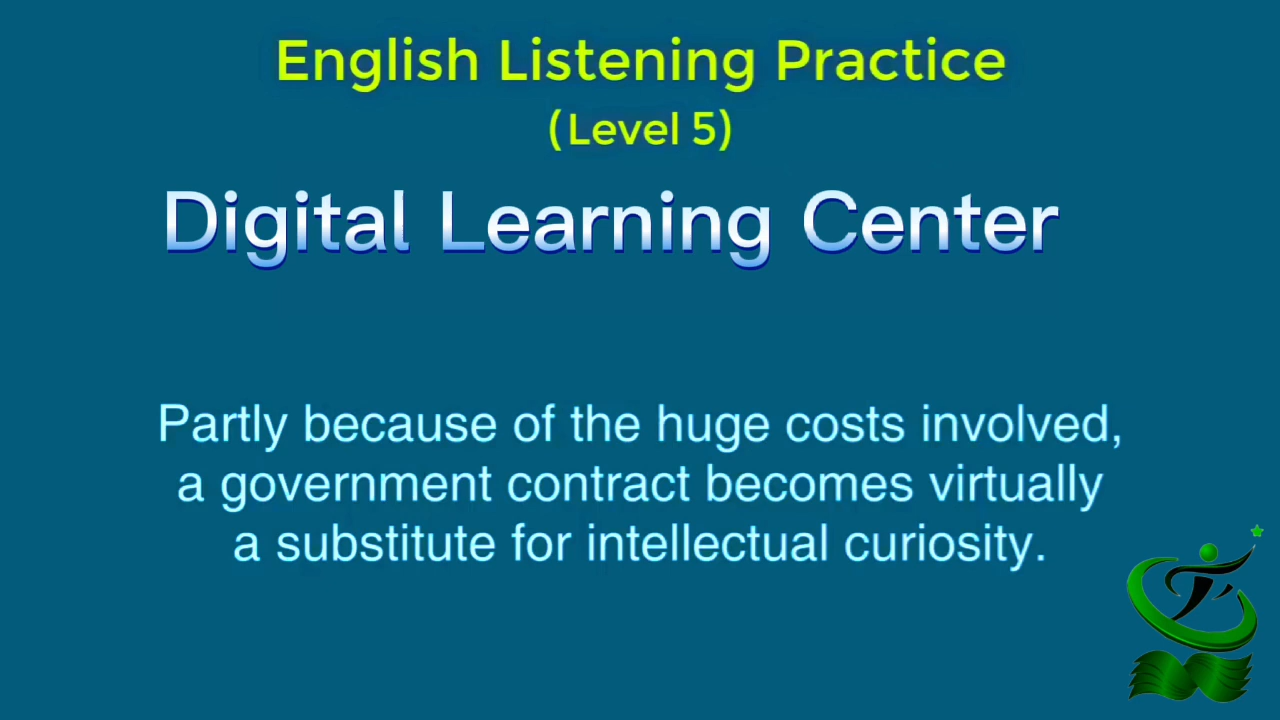 English Listening Practice
(Level 5)
Digital Learning Center
Partly because of the huge costs involved,
a government contract becomes virtually
a substitute for intellectual curiosity.